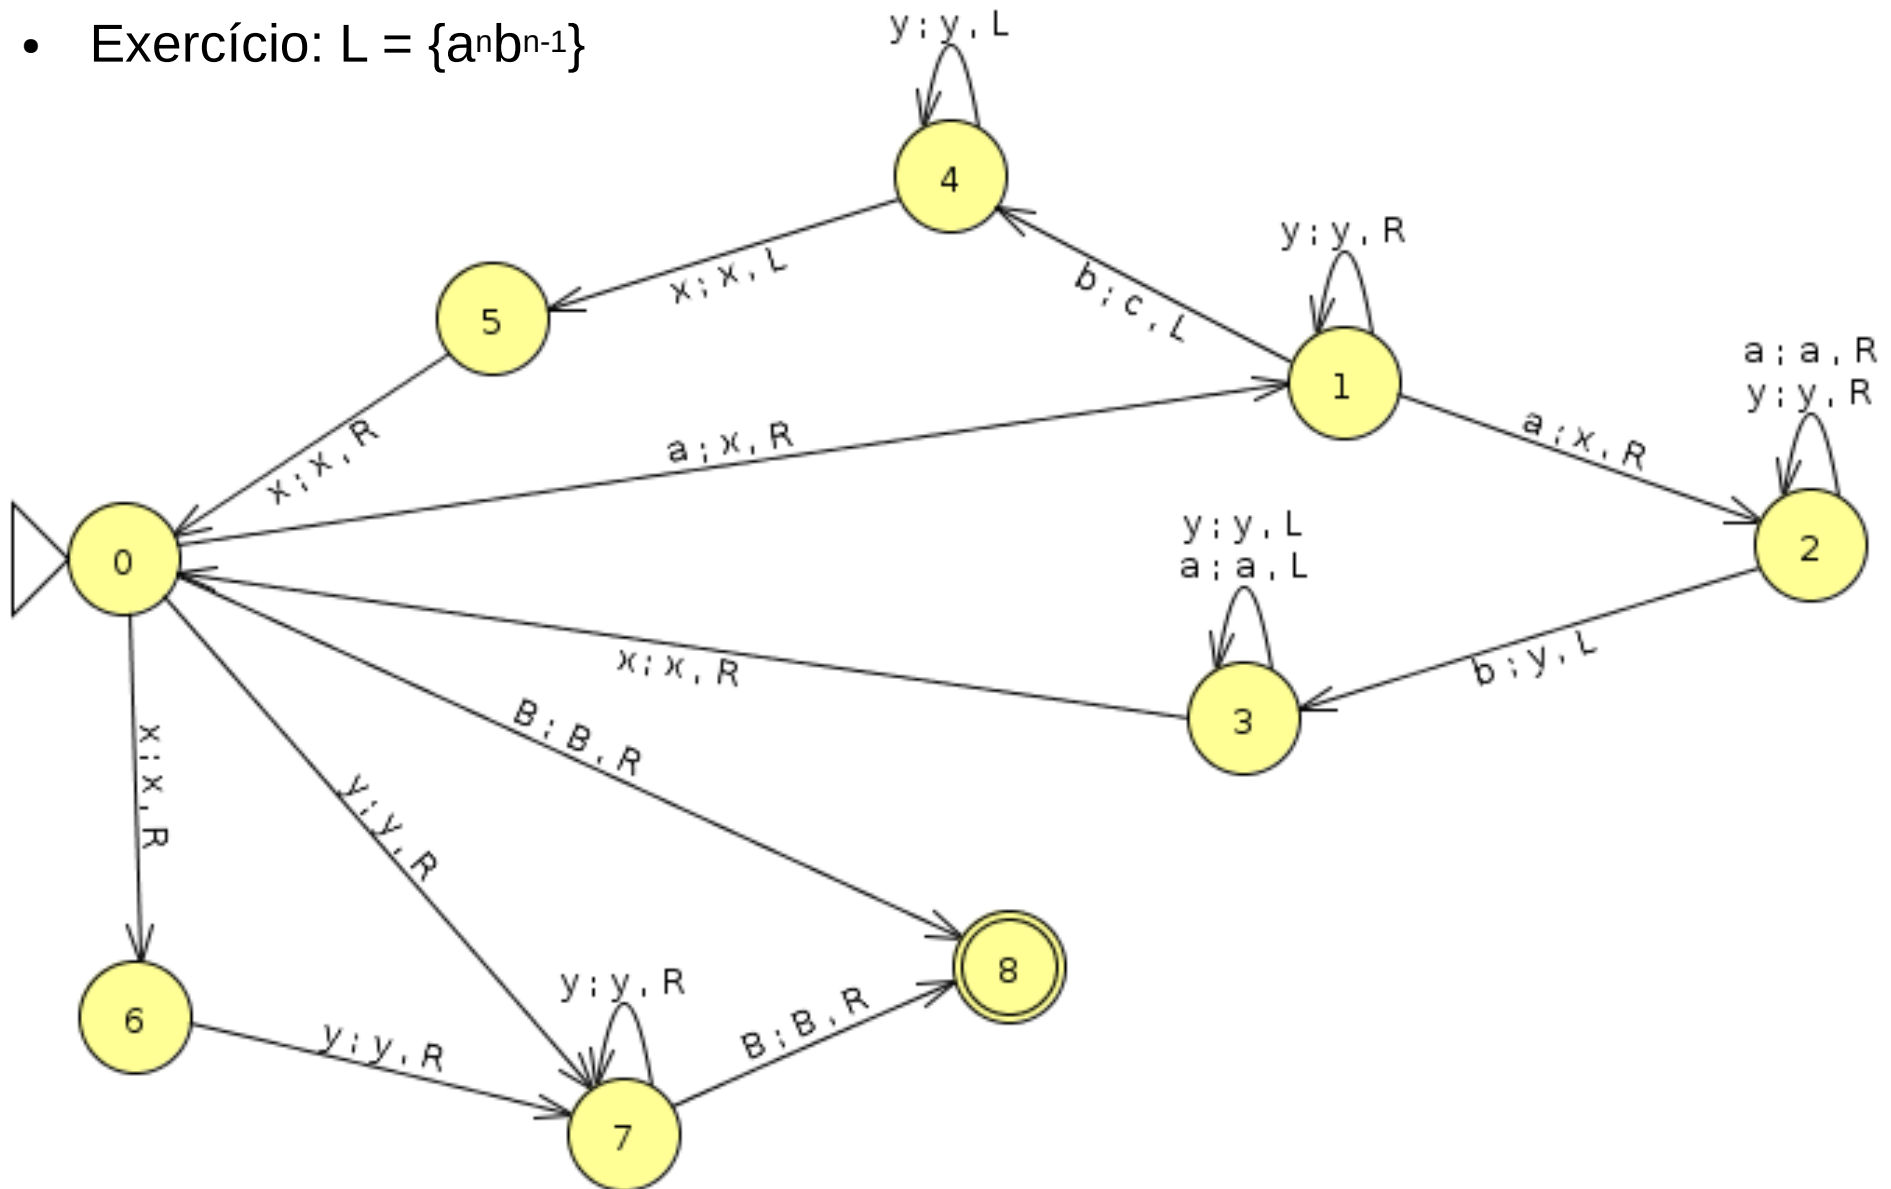 • Exercício: L = {aⁿbⁿ⁻¹}
y ; y , L
4
x ; x , L
b ; c , L
y ; y , R
5
1
a ; a , R
y ; y , R
a ; x , R
x ; x , R
a ; x , R
2
y ; y , L
a ; a , L
0
b ; y , L
x ; x , R
3
B ; B , R
x ; x , R
y ; y , R
8
y ; y , R
B ; B , R
6
y ; y , R
7